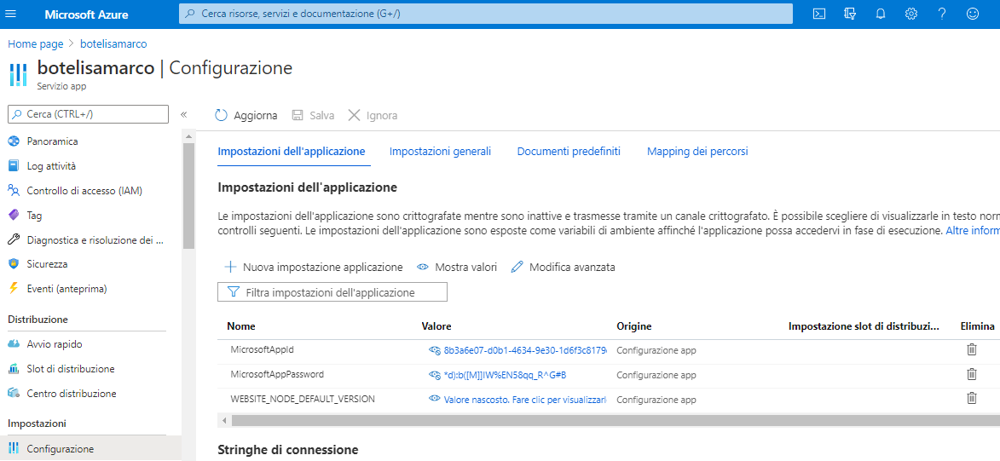 Microsoft Azure
Cerca risorse, servizi e documentazione (G+/)
Home page > botelisamarco
botelisamarco | Configurazione
Servizio app
Cerca (CTRL+/)
«
Aggiorna
Salva
Ignora
Panoramica
Log attività
Controllo di accesso (IAM)
Tag
Diagnostica e risoluzione dei ...
Sicurezza
Eventi (anteprima)
Distribuzione
Avvio rapido
Slot di distribuzione
Centro distribuzione
Impostazioni
Configurazione
Impostazioni dell'applicazione
Impostazioni generali
Documenti predefiniti
Mapping dei percorsi
Impostazioni dell'applicazione
Le impostazioni dell'applicazione sono crittografate mentre sono inattive e trasmesse tramite un canale crittografato. È possibile scegliere di visualizzarle in testo norm
controlli seguenti. Le impostazioni dell'applicazione sono esposte come variabili di ambiente affinché l'applicazione possa accedervi in fase di esecuzione. Altre inform
Nuova impostazione applicazione
Mostra valori
Modifica avanzata
Filtra impostazioni dell'applicazione
Nome Valore Origine Impostazione slot di distribuzi... Elimina
MicrosoftAppId 8b3a6e07-d0b1-4634-9e30-1d6f3c8179 Configurazione app
MicrosoftAppPassword *d):b([M]]IW%EN58qq_R^G#B Configurazione app
WEBSITE_NODE_DEFAULT_VERSION Valore nascosto. Fare clic per visualizzarl Configurazione app
Stringhe di connessione